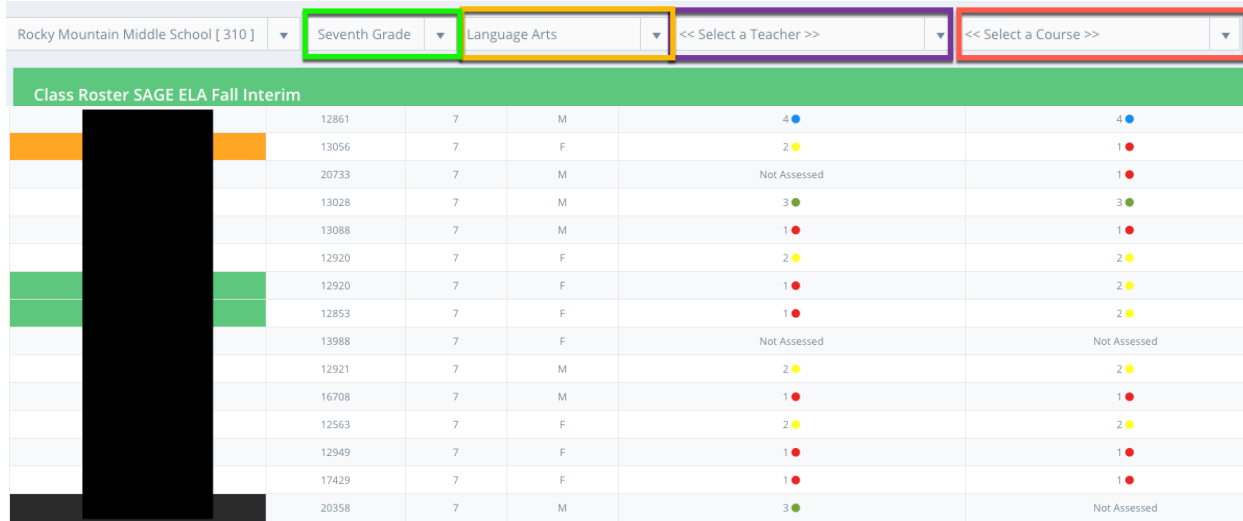 Rocky Mountain Middle School [ 310 ] Seventh Grade Language Arts << Select a Teacher >> << Select a Course >>
Class Roster SAGE ELA Fall Interim
12861 7 M 4 4
13056 7 F 2 1
20733 7 M Not Assessed 1
13028 7 M 3 3
13088 7 M 1 1
12920 7 F 2 2
12920 7 F 1 2
12853 7 F 1 2
13988 7 F Not Assessed Not Assessed
12921 7 M 2 2
16708 7 M 1 1
12563 7 F 2 2
12949 7 F 1 1
17429 7 F 1 1
20358 7 M 3 Not Assessed